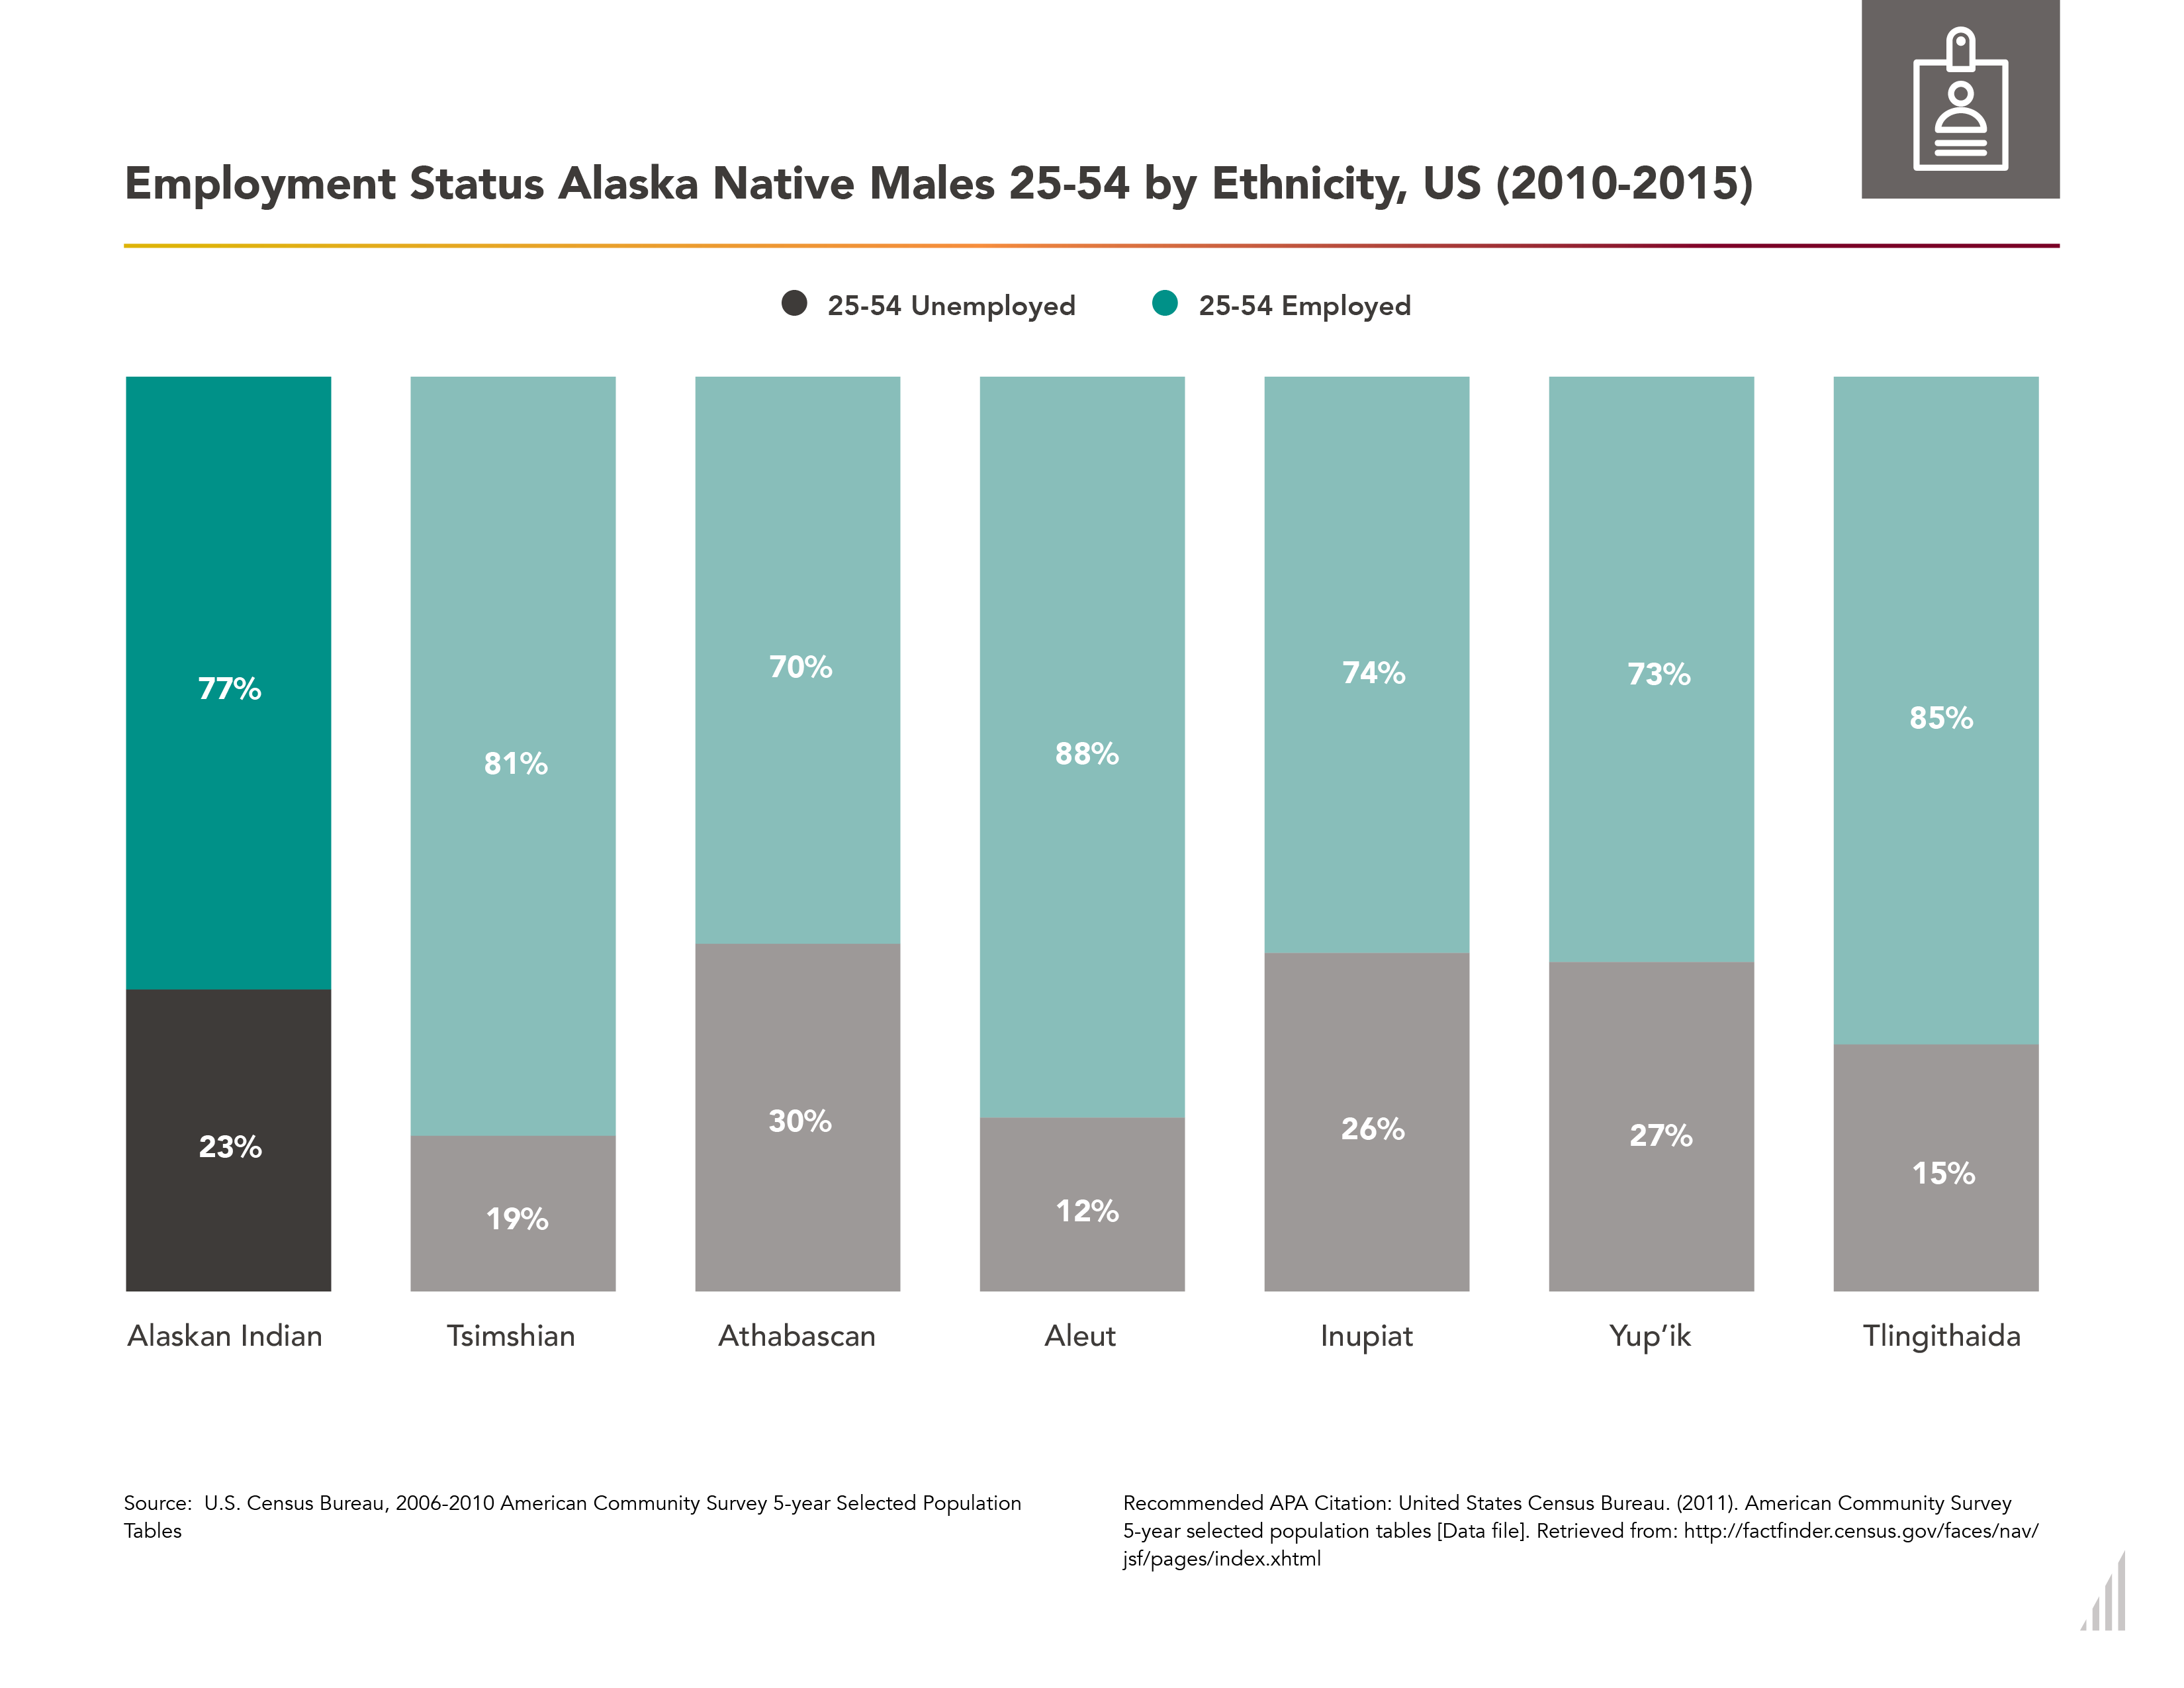 Employment Status Alaska Native Males 25-54 by Ethnicity, US (2010-2015)
25-54 Unemployed 25-54 Employed
77% 81% 70% 88% 74% 73% 85%
23% 19% 30% 12% 26% 27% 15%
Alaskan Indian Tsimshian Athabascan Aleut Inupiat Yup’ik Tlingithaida
Source: U.S. Census Bureau, 2006-2010 American Community Survey 5-year Selected Population
Tables
Recommended APA Citation: United States Census Bureau. (2011). American Community Survey
5-year selected population tables [Data file]. Retrieved from: http://factfinder.census.gov/faces/nav/
jsf/pages/index.xhtml